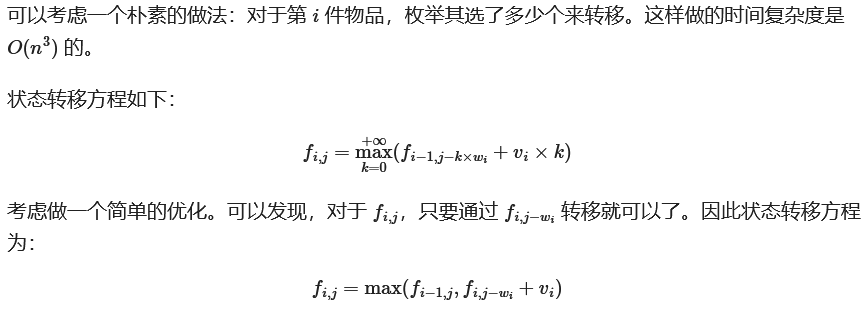 可以考虑一个朴素的做法：对于第 i 件物品，枚举其选了多少个来转移。这样做的时间复杂度是
O(n³) 的。
状态转移方程如下：
f_{i,j} = \max_{k=0}^{+∞}(f_{i-1,j-k×w_i} + v_i × k)
考虑做一个简单的优化。可以发现，对于 f_{i,j}，只要通过 f_{i,j-w_i} 转移就可以了。因此状态转移方程
为：
f_{i,j} = max(f_{i-1,j}, f_{i,j-w_i} + v_i)